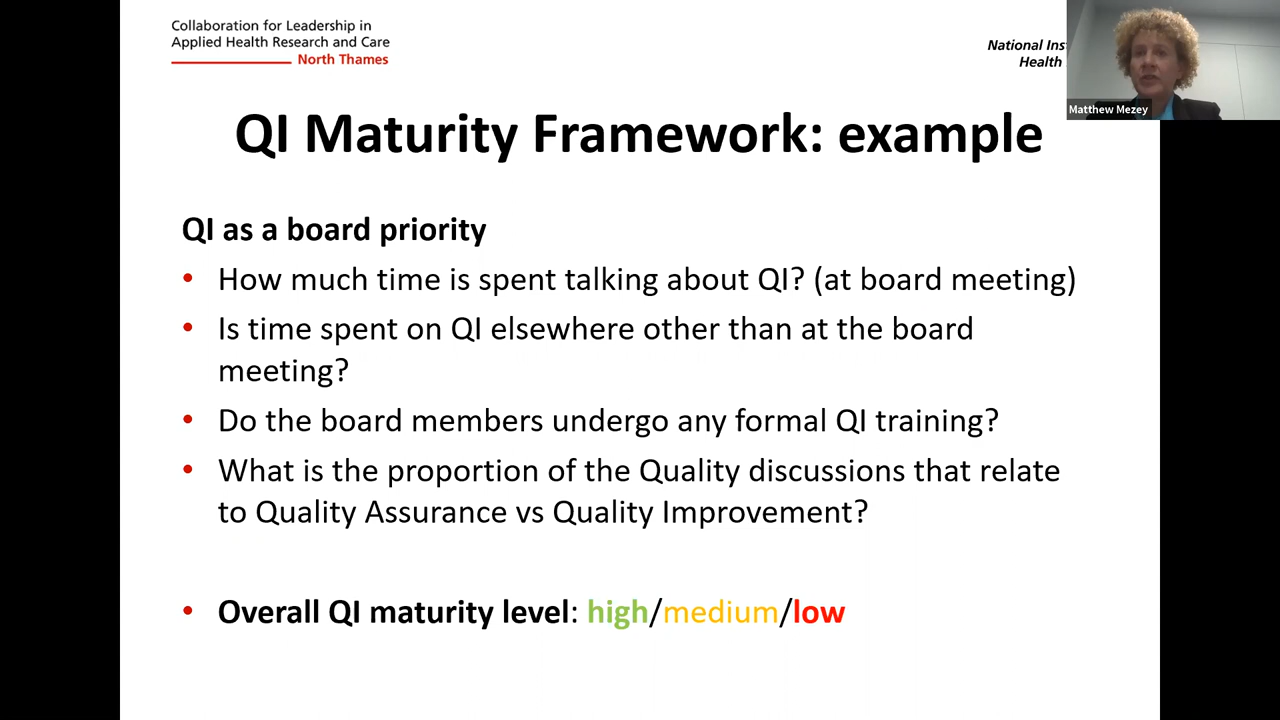 Collaboration for Leadership in
Applied Health Research and Care
North Thames
National Ins
Health
Matthew Mezey
QI Maturity Framework: example
QI as a board priority
• How much time is spent talking about QI? (at board meeting)
• Is time spent on QI elsewhere other than at the board
meeting?
• Do the board members undergo any formal QI training?
• What is the proportion of the Quality discussions that relate
to Quality Assurance vs Quality Improvement?
• Overall QI maturity level: high/medium/low